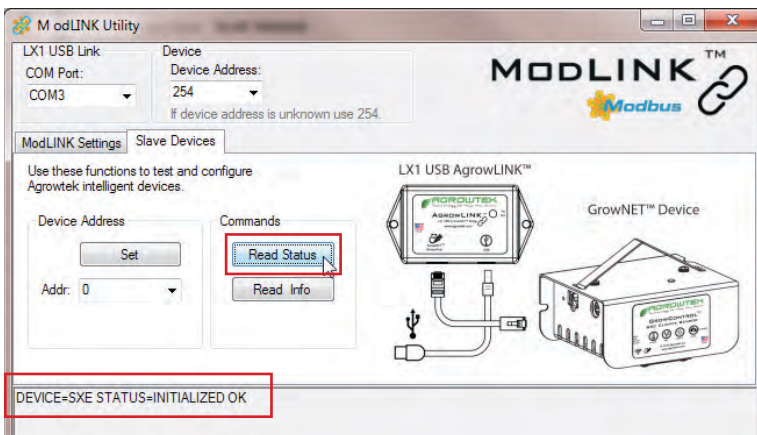 M odLINK Utility
LX1 USB Link
Device
COM Port:
Device Address:
COM3
254
If device address is unknown use 254.
MODLINK™
Modbus
ModLINK Settings
Slave Devices
Use these functions to test and configure
Agrowtek intelligent devices.
Device Address
Set
Addr: 0
Commands
Read Status
Read Info
LX1 USB AgrowLINK™
AGROWTEK
AGROWLINK
GrowNET™ Device
AGROWTEK
GROWCONTROL
DEVICE=SXE STATUS=INITIALIZED OK